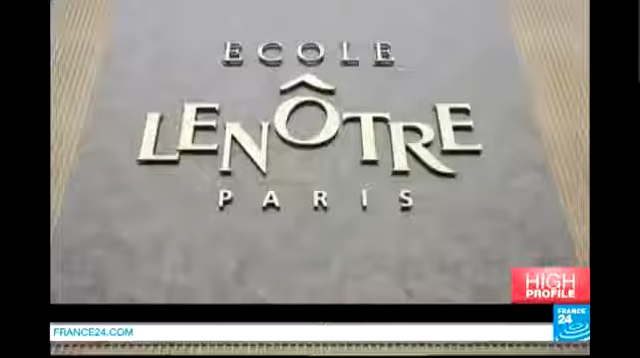 ECOLE
LENÔTRE
PARIS
HIGH
PROFILE
FRANCE
24
FRANCE24.COM